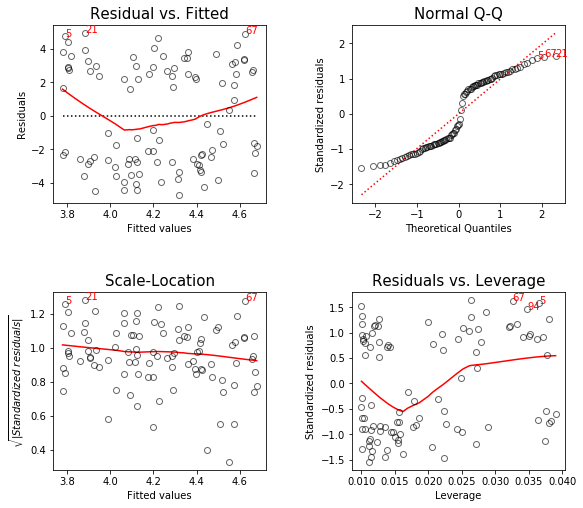 Residual vs. Fitted
Residuals
4
2
0
−2
−4
5
21
67
3.8 4.0 4.2 4.4 4.6
Fitted values
Normal Q-Q
Standardized residuals
2
1
0
−1
−2
5
67
21
−2 −1 0 1 2
Theoretical Quantiles
Scale-Location
√|Standardized residuals|
1.2
1.0
0.8
0.6
0.4
5
21
67
3.8 4.0 4.2 4.4 4.6
Fitted values
Residuals vs. Leverage
Standardized residuals
1.5
1.0
0.5
0.0
−0.5
−1.0
−1.5
67
94
5
0.010 0.015 0.020 0.025 0.030 0.035 0.040
Leverage